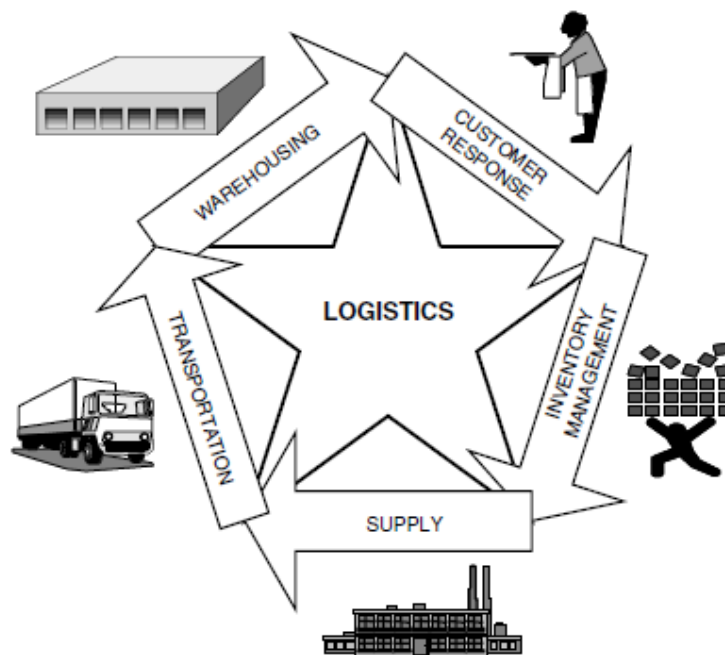 WAREHOUSING
CUSTOMER
RESPONSE
LOGISTICS
TRANSPORTATION
INVENTORY
MANAGEMENT
SUPPLY